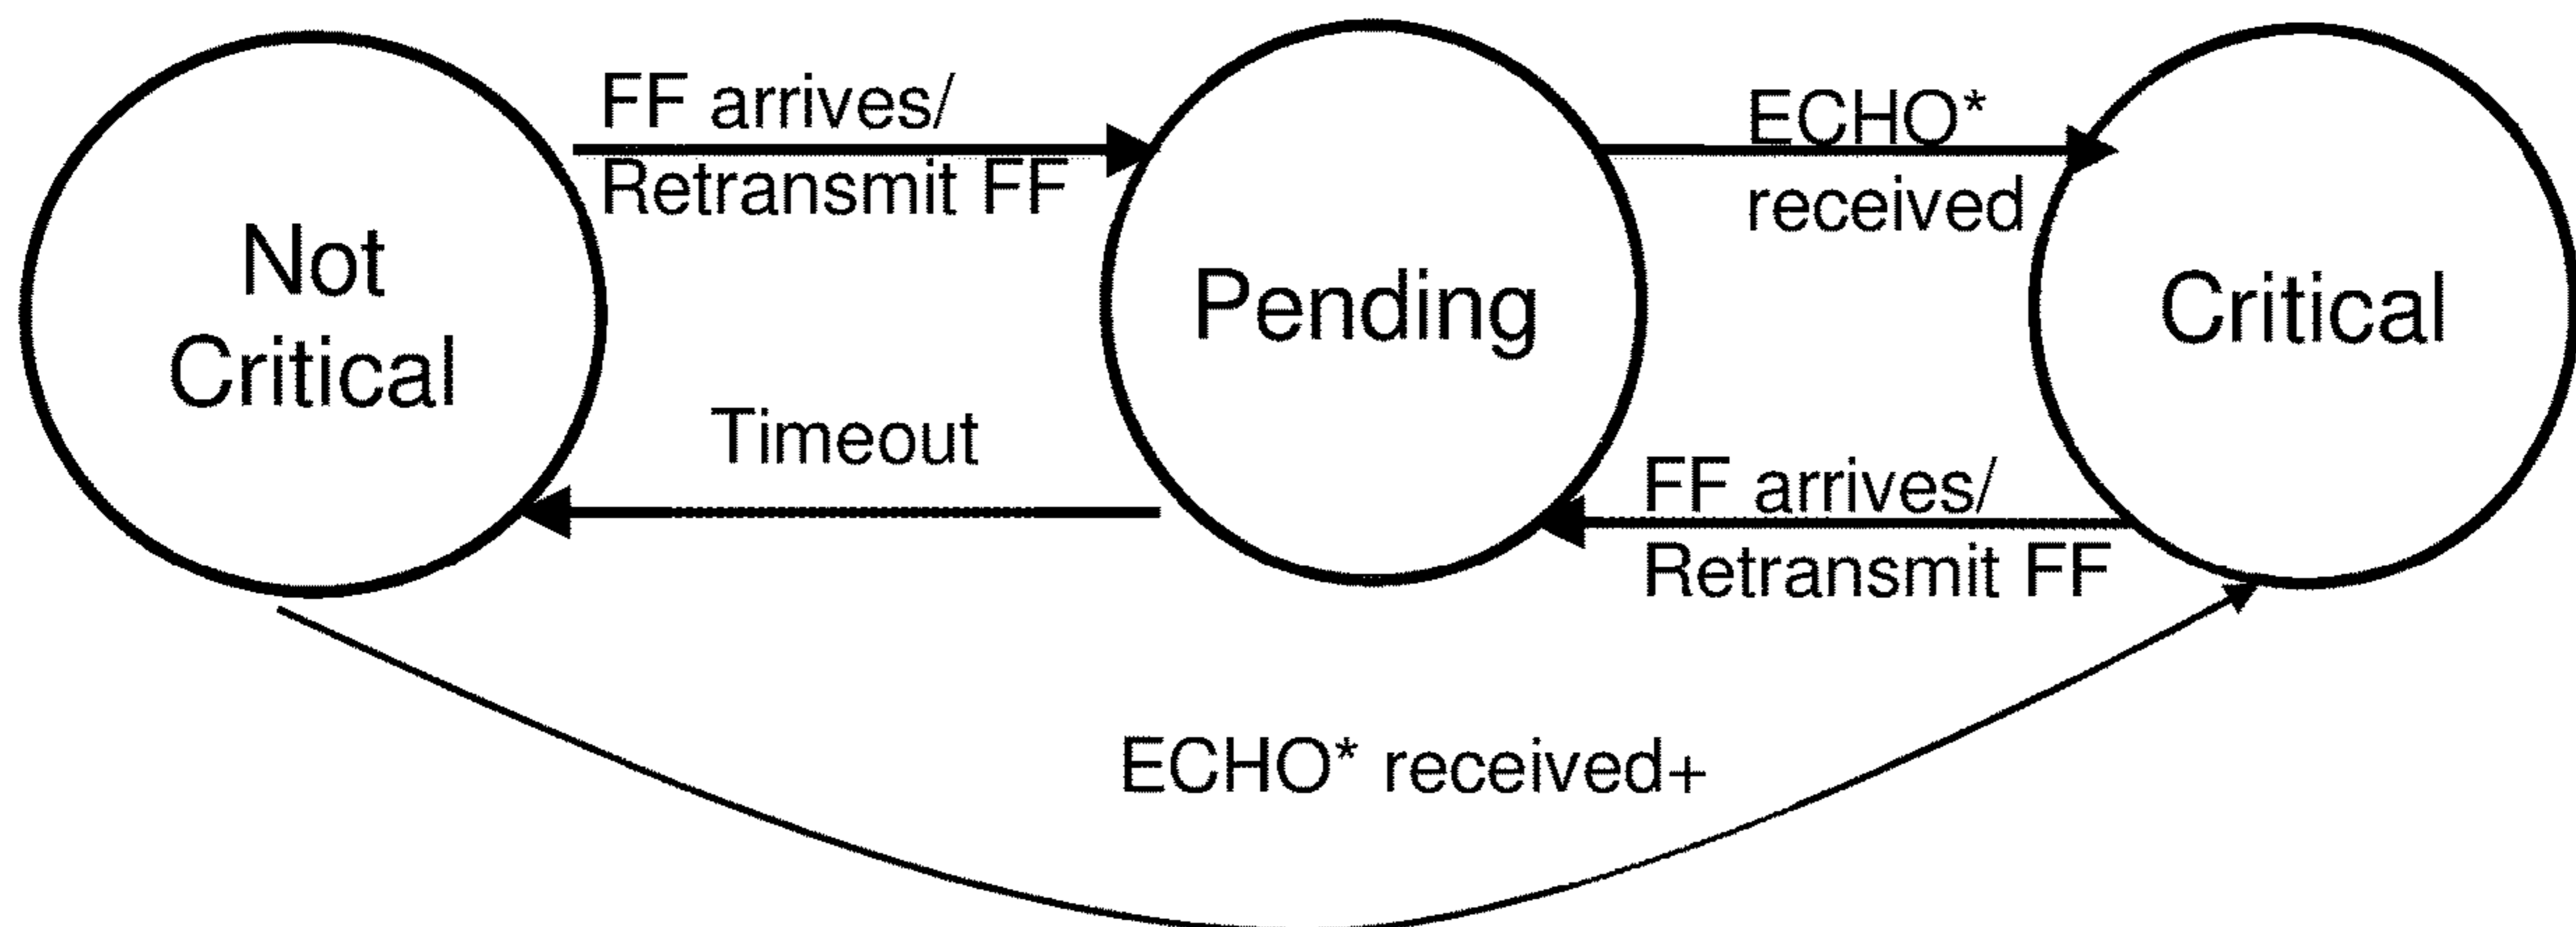 FF arrives/
Retransmit FF
ECHO*
received
Not
Critical
Pending
Critical
Timeout
FF arrives/
Retransmit FF
ECHO* received+